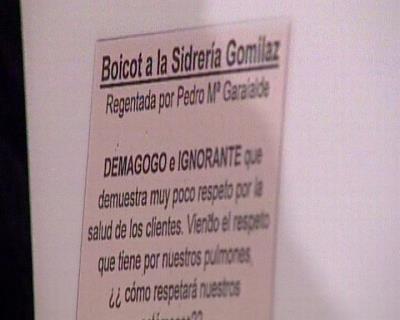 Boicot a la Sidrería Gomilaz
Regentada por Pedro Mª Garaialde
DEMAGOGO e IGNORANTE que
demuestra muy poco respeto por la
salud de los clientes. Viendo el respeto
que tiene por nuestros pulmones,
¿¿ cómo respetará nuestros